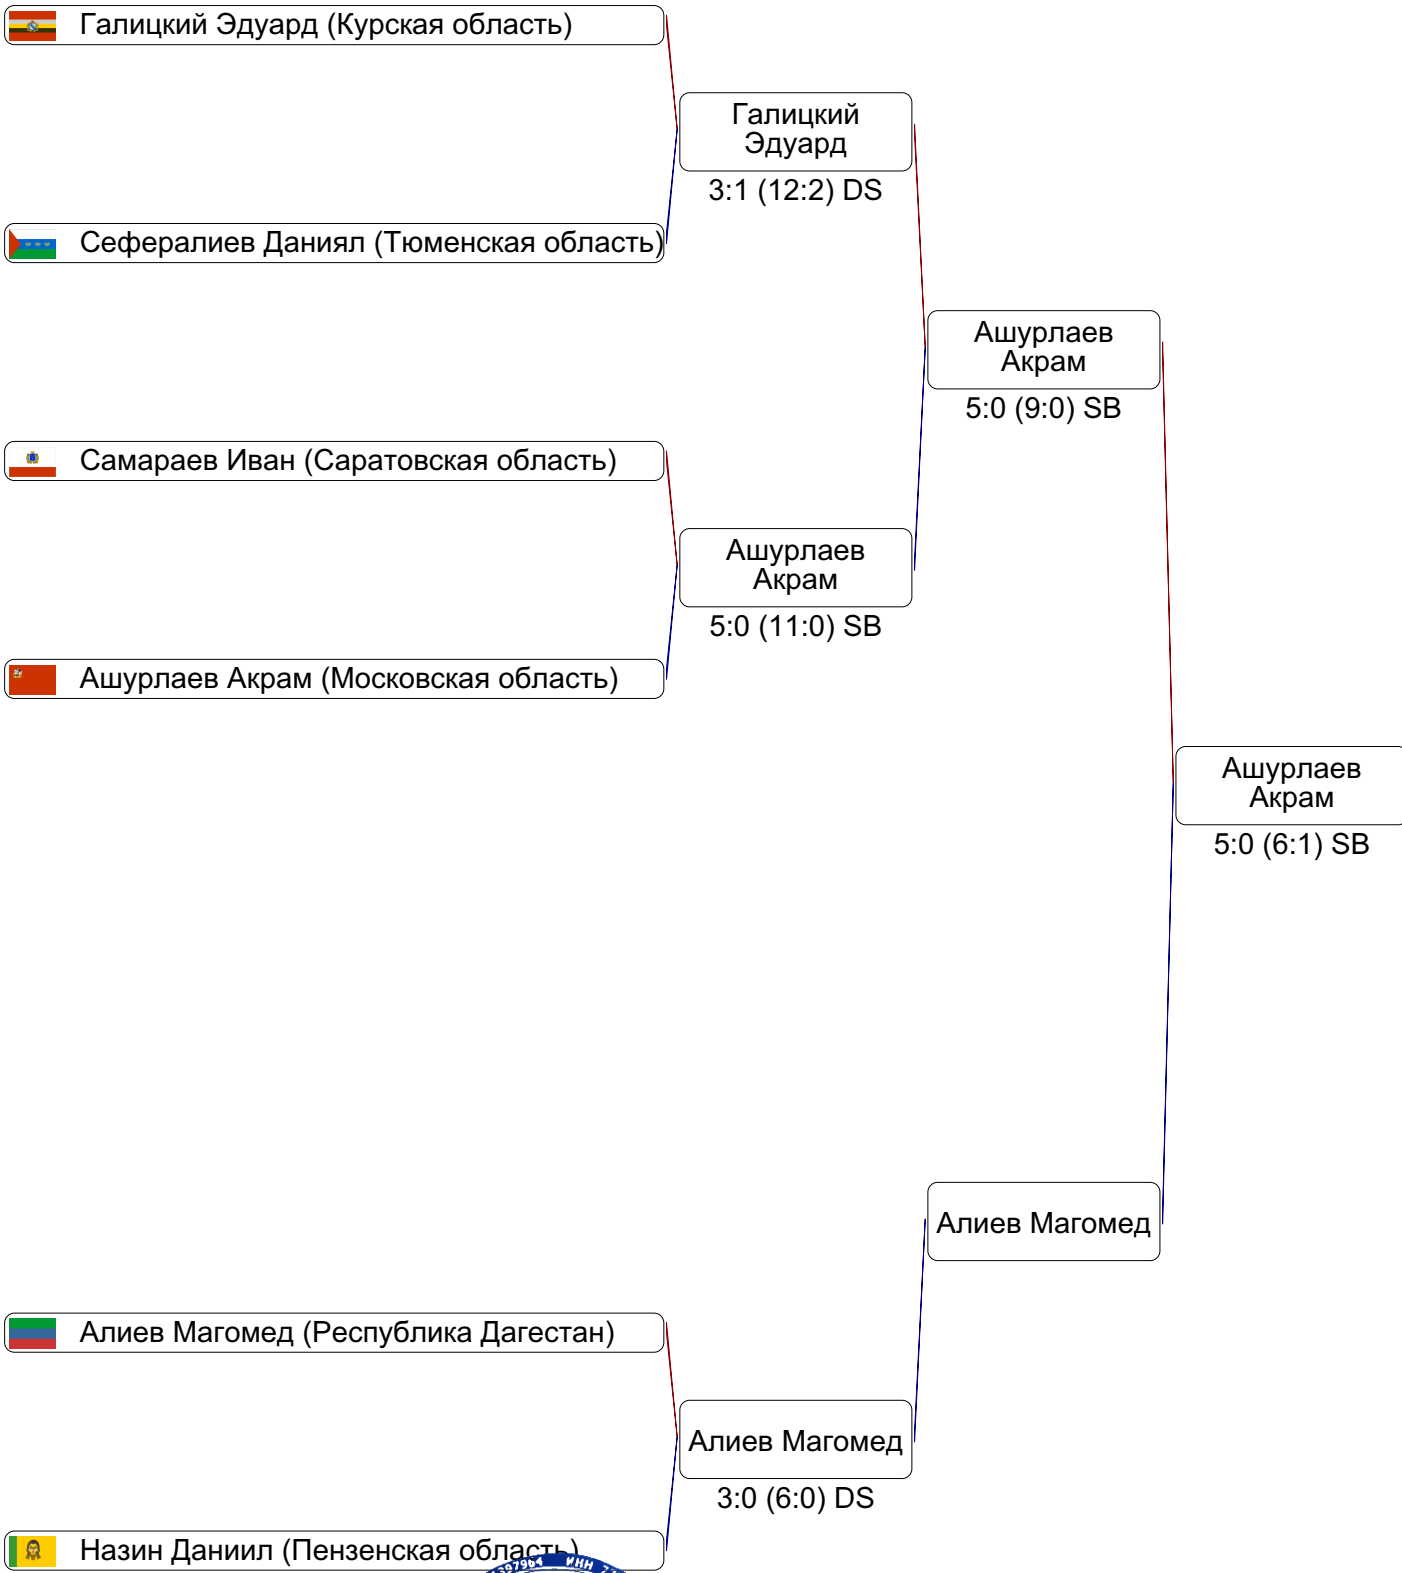 Галицкий Эдуард (Курская область)
Галицкий
Эдуард
3:1 (12:2) DS
Сефералиев Даниял (Тюменская область)
Ашурлаев
Акрам
5:0 (9:0) SB
Самараев Иван (Саратовская область)
Ашурлаев
Акрам
5:0 (11:0) SB
Ашурлаев Акрам (Московская область)
Ашурлаев
Акрам
5:0 (6:1) SB
Алиев Магомед
Алиев Магомед (Республика Дагестан)
Алиев Магомед
3:0 (6:0) DS
Назин Даниил (Пензенская область)
ИНН